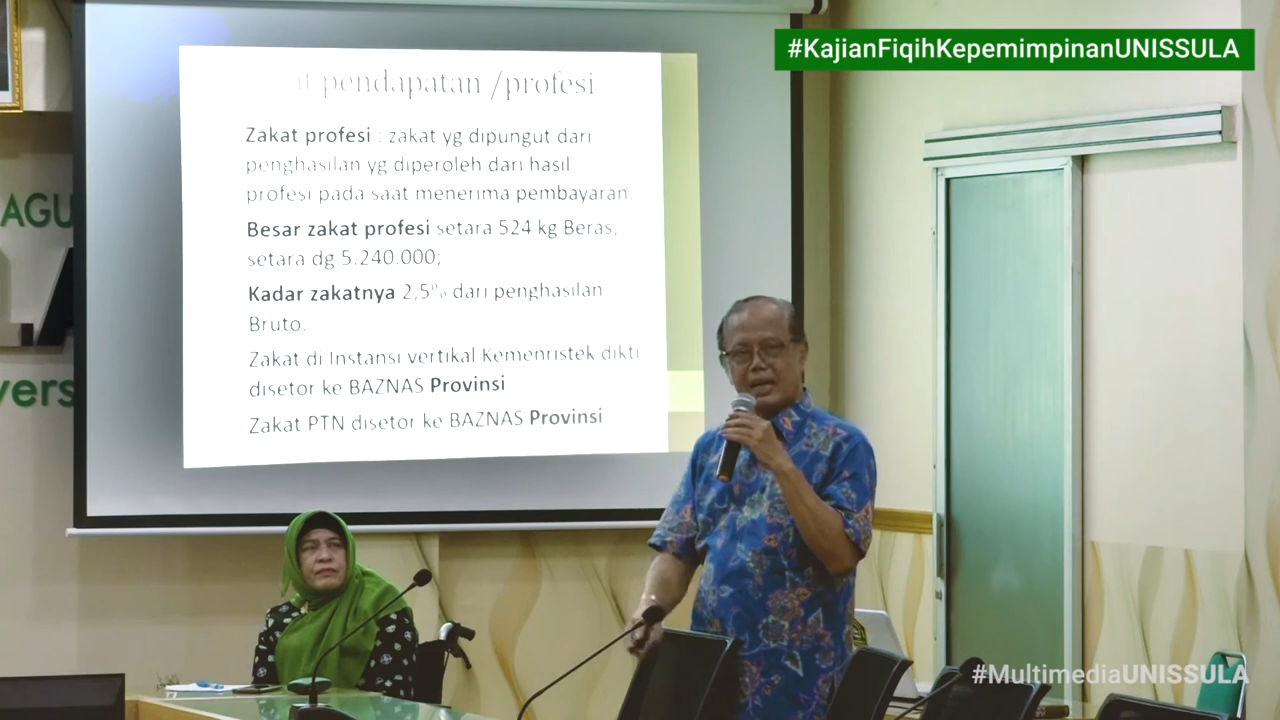 #KajianFiqihKepemimpinanUNISSULA
pendapatan /profesi
Zakat profesi : zakat yg dipungut dari
penghasilan yg diperoleh dari hasil
profesi pada saat menerima pembayaran.
Besar zakat profesi setara 524 kg Beras,
setara dg 5.240.000;
Kadar zakatnya 2,5% dari penghasilan
Bruto.
Zakat di Instansi vertikal Kemenristek dikti
disetor ke BAZNAS Provinsi
Zakat PTN disetor ke BAZNAS Provinsi
AGU
vers
#MultimediaUNISSULA